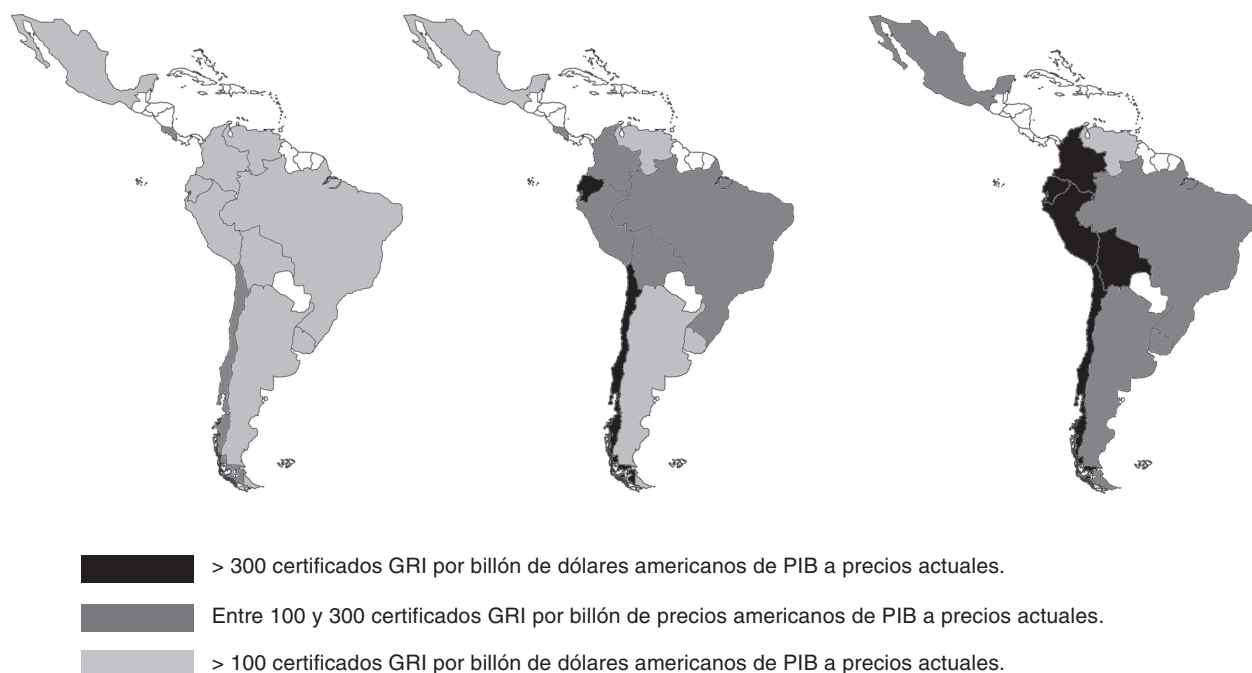 > 300 certificados GRI por billón de dólares americanos de PIB a precios actuales.
Entre 100 y 300 certificados GRI por billón de precios americanos de PIB a precios actuales.
> 100 certificados GRI por billón de dólares americanos de PIB a precios actuales.